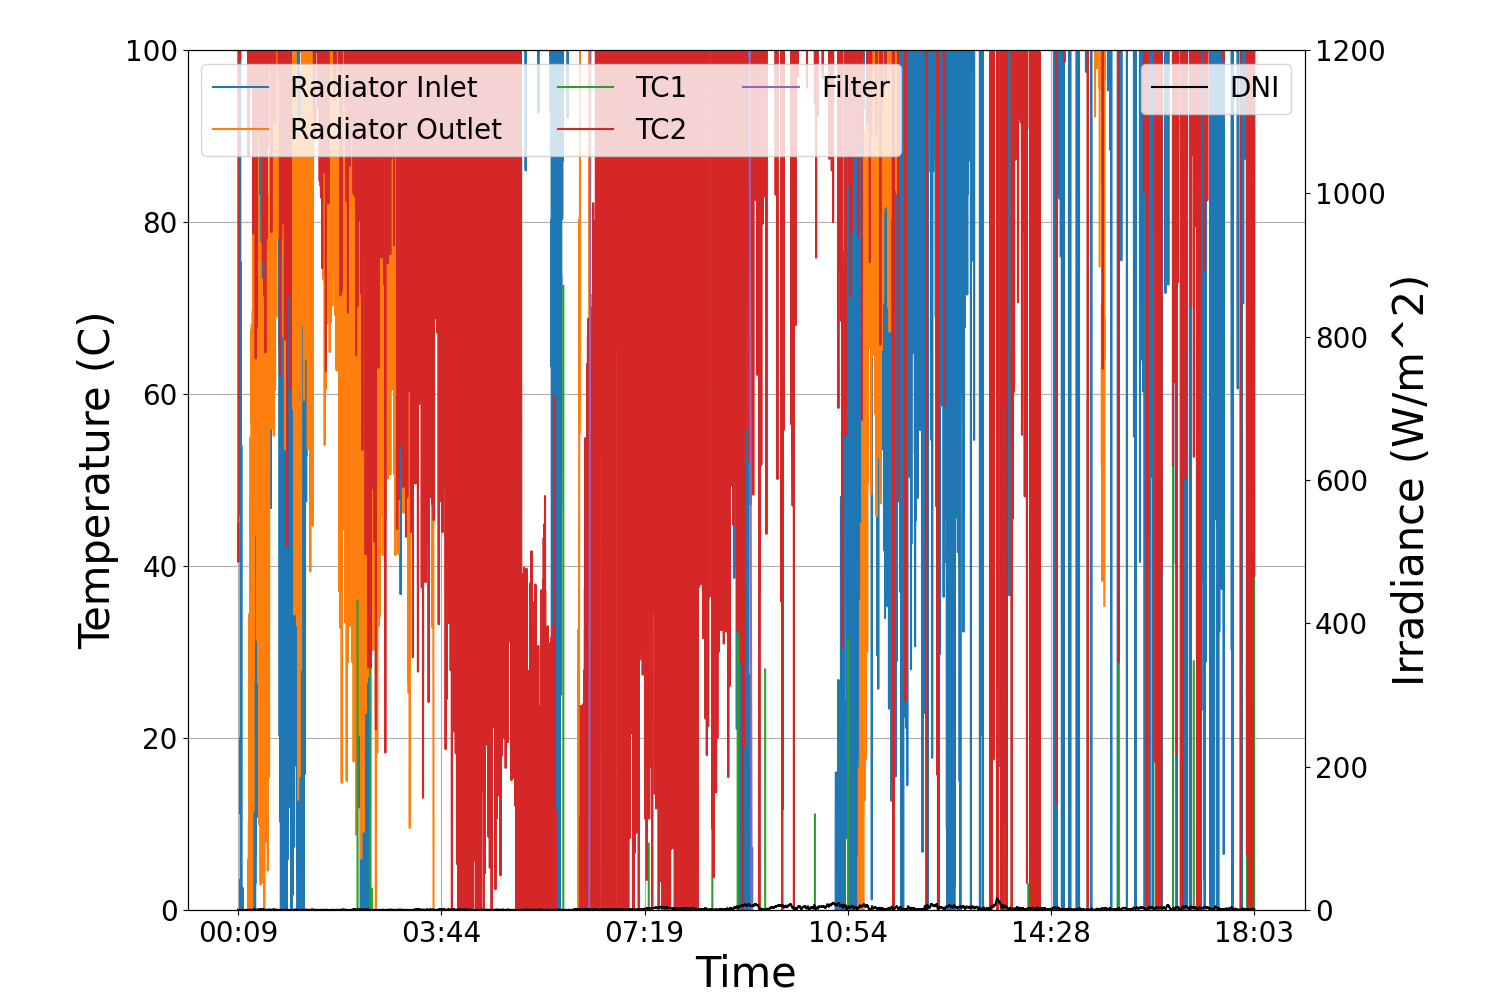 100
80
60
40
20
0
Temperature (C)
Radiator Inlet
Radiator Outlet
TC1
TC2
Filter
DNI
1200
1000
800
600
400
200
0
Irradiance (W/m^2)
00:09
03:44
07:19
10:54
14:28
18:03
Time